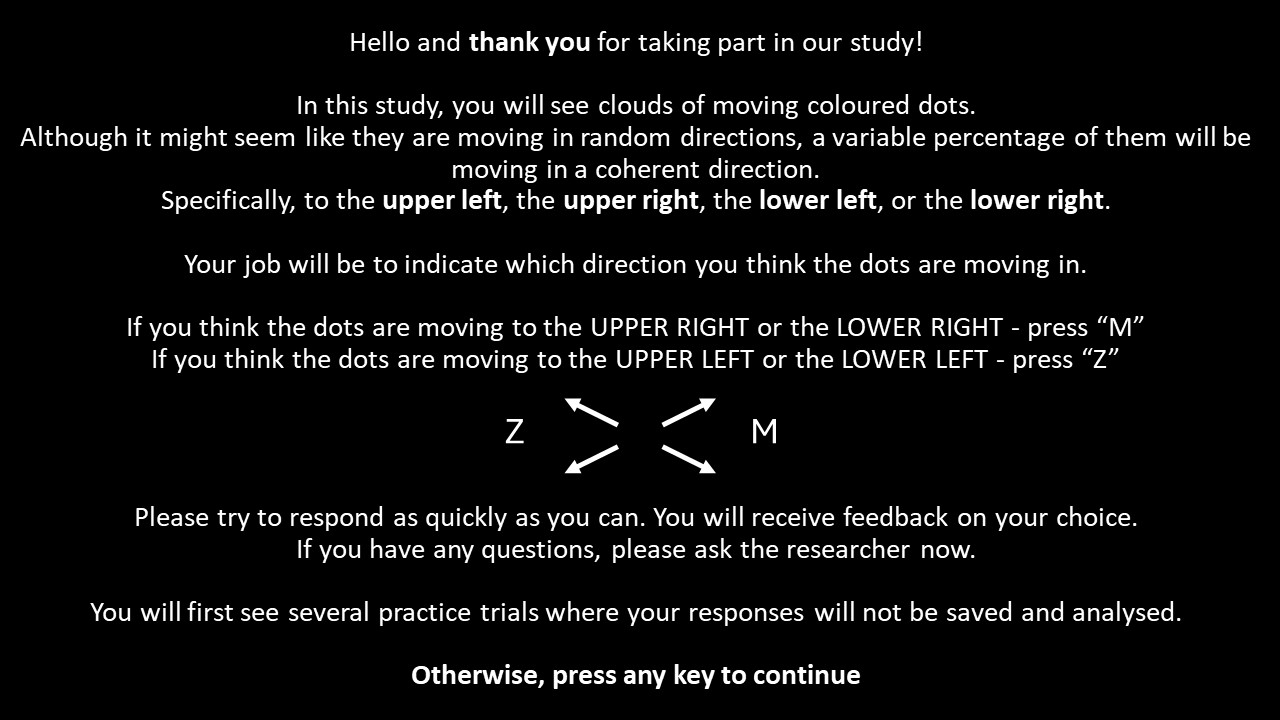 Hello and thank you for taking part in our study!
In this study, you will see clouds of moving coloured dots.
Although it might seem like they are moving in random directions, a variable percentage of them will be
moving in a coherent direction.
Specifically, to the upper left, the upper right, the lower left, or the lower right.
Your job will be to indicate which direction you think the dots are moving in.
If you think the dots are moving to the UPPER RIGHT or the LOWER RIGHT - press “M”
If you think the dots are moving to the UPPER LEFT or the LOWER LEFT - press “Z”
Z M
Please try to respond as quickly as you can. You will receive feedback on your choice.
If you have any questions, please ask the researcher now.
You will first see several practice trials where your responses will not be saved and analysed.
Otherwise, press any key to continue